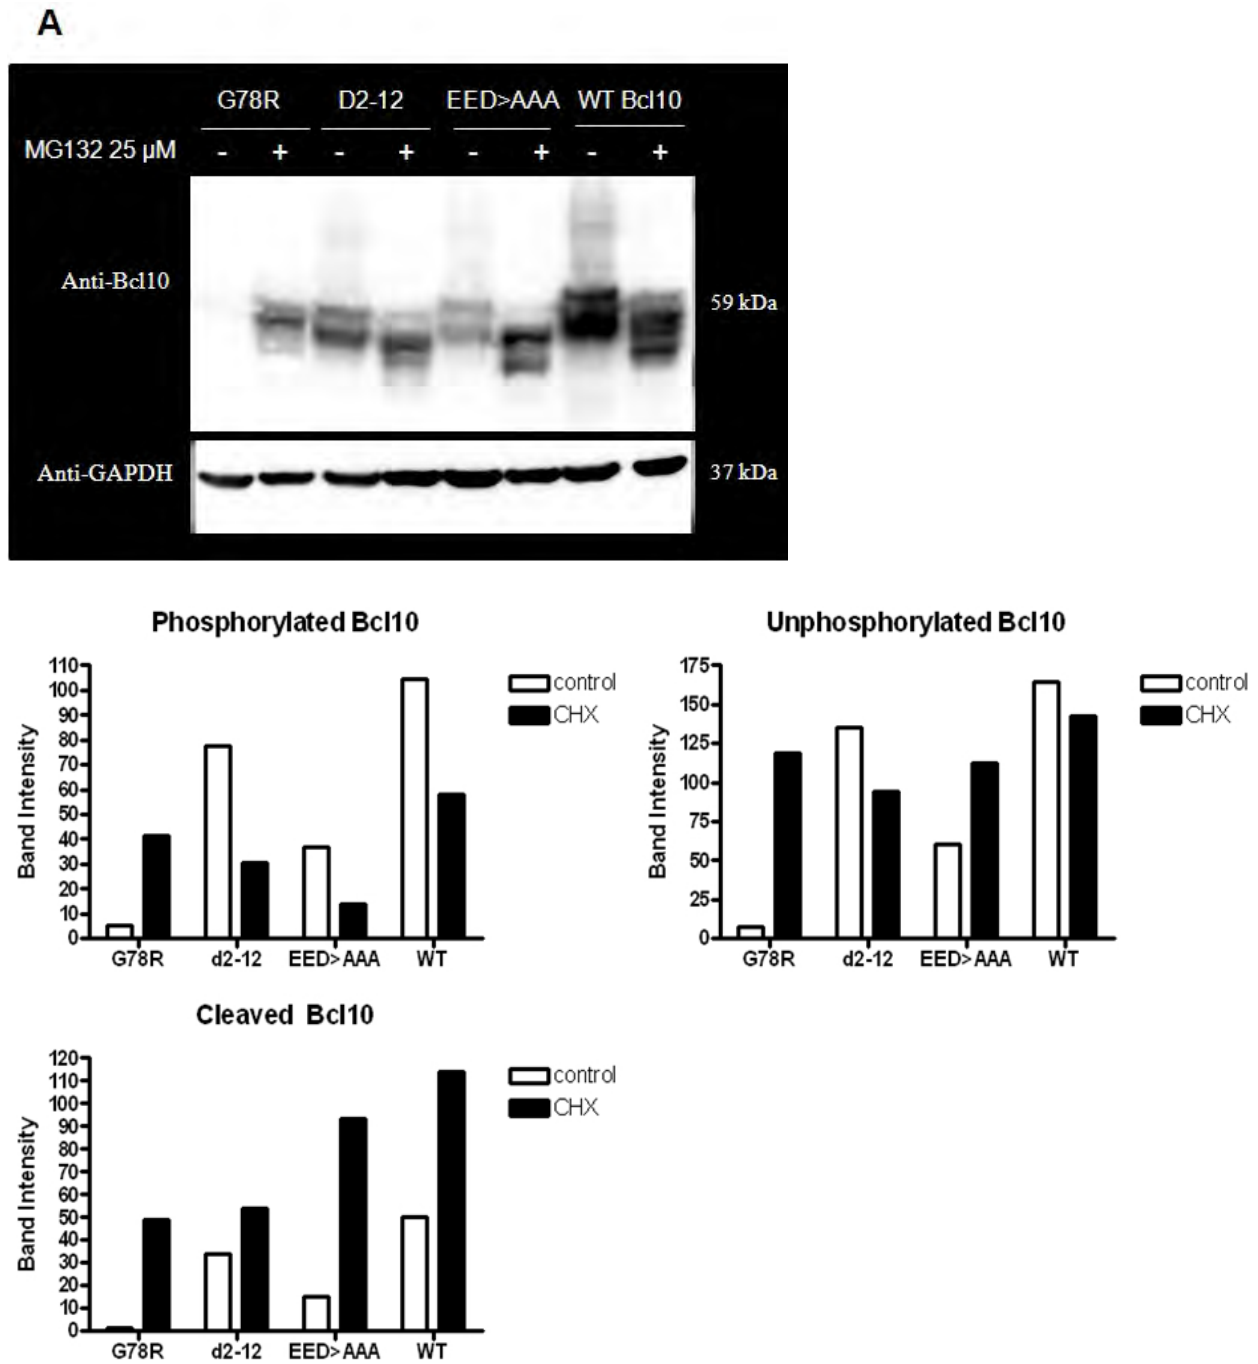 A
G78R D2-12 EED>AAA WT Bcl10
MG132 25 µM - + - + - + - +
Anti-Bcl10
59 kDa
Anti-GAPDH
37 kDa
Phosphorylated Bcl10
110
100
90
80
70
60
50
40
30
20
10
0
Band Intensity
G78R d2-12 EED>AAA WT
control
CHX
Unphosphorylated Bcl10
175
150
125
100
75
50
25
0
Band Intensity
G78R d2-12 EED>AAA WT
control
CHX
Cleaved Bcl10
120
110
100
90
80
70
60
50
40
30
20
10
0
Band Intensity
G78R d2-12 EED>AAA WT
control
CHX